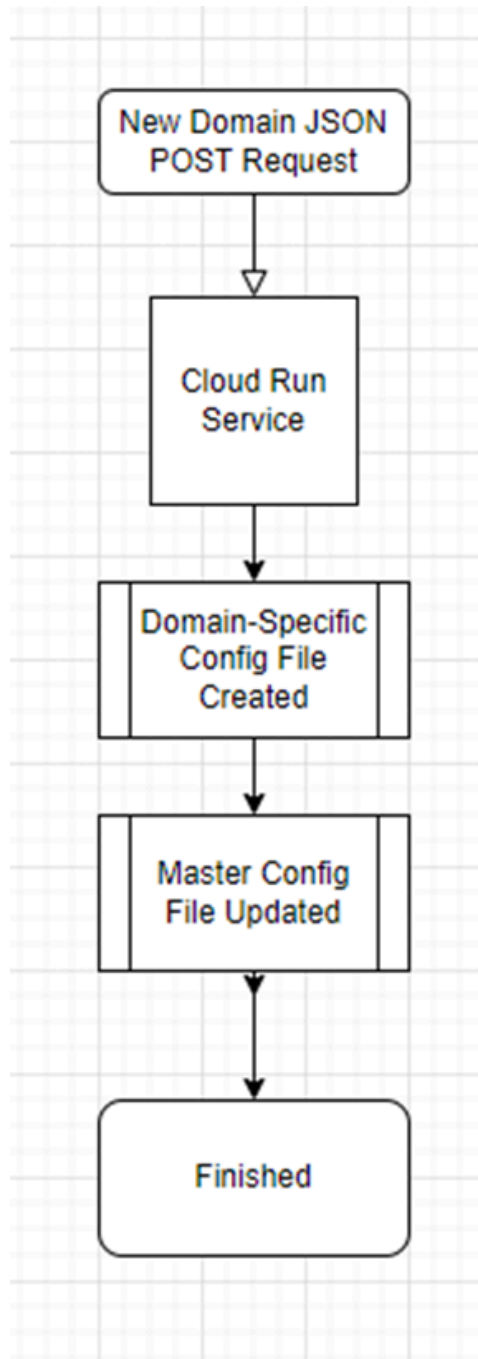 New Domain JSON
POST Request
Cloud Run
Service
Domain-Specific
Config File
Created
Master Config
File Updated
Finished